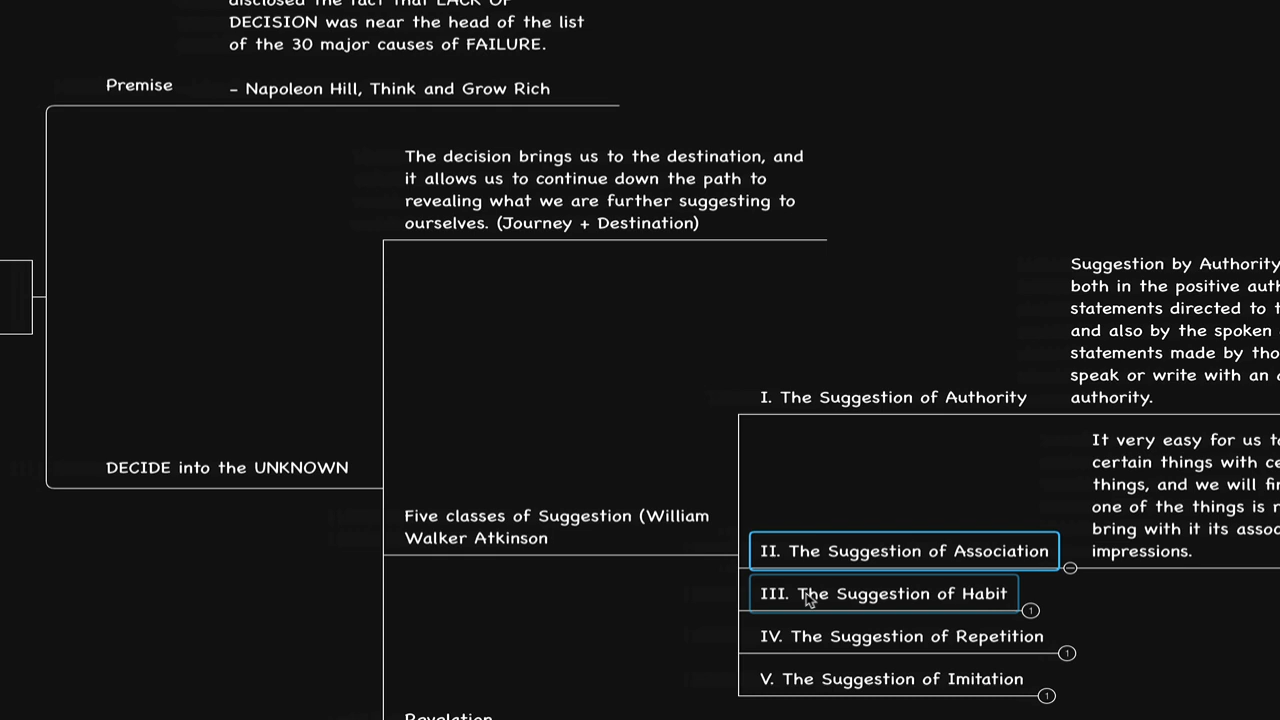 DECISION was near the head of the list
of the 30 major causes of FAILURE.
Premise
– Napoleon Hill, Think and Grow Rich
The decision brings us to the destination, and
it allows us to continue down the path to
revealing what we are further suggesting to
ourselves. (Journey + Destination)
Suggestion by Authority
both in the positive
statements directed to
and also by the spoken
statements made by
speak or write with an
authority.
I. The Suggestion of Authority
It very easy for us
certain things with
things, and we will
one of the things is
bring with it its
impressions.
DECIDE into the UNKNOWN
Five classes of Suggestion (William
Walker Atkinson
II. The Suggestion of Association
III. The Suggestion of Habit
1
IV. The Suggestion of Repetition
1
V. The Suggestion of Imitation
1